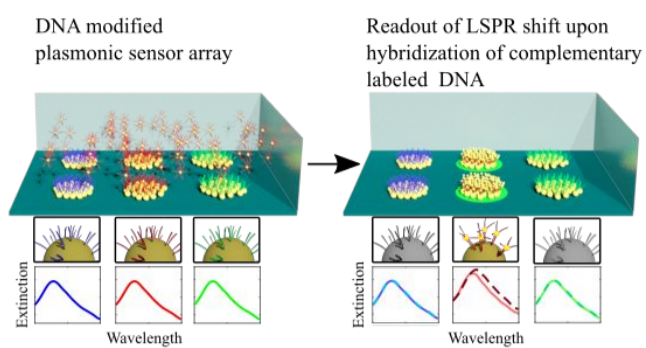 DNA modified
plasmonic sensor array
Readout of LSPR shift upon
hybridization of complementary
labeled DNA
Extinction
Wavelength
Extinction
Wavelength